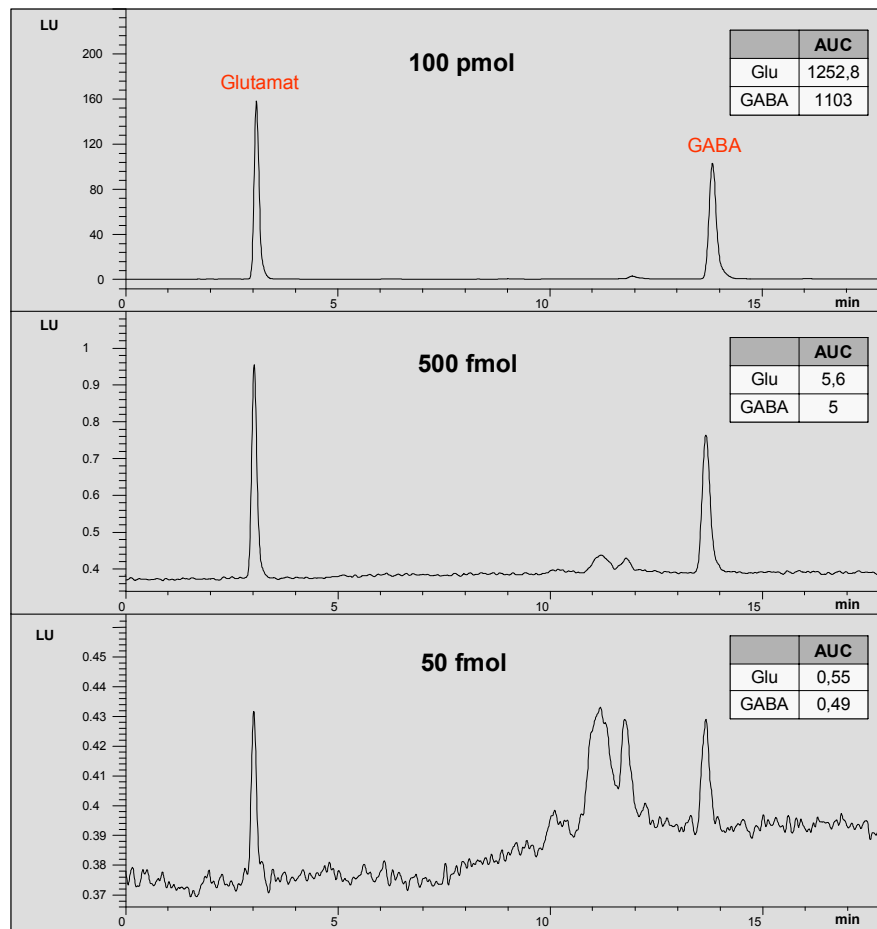 LU
100 pmol
AUC
Glu 1252,8
GABA 1103
Glutamat
GABA
200
160
120
80
40
0
0 5 10 15 min
LU
500 fmol
AUC
Glu 5,6
GABA 5
1
0.9
0.8
0.7
0.6
0.5
0.4
0 5 10 15 min
LU
50 fmol
AUC
Glu 0,55
GABA 0,49
0.45
0.44
0.43
0.42
0.41
0.4
0.39
0.38
0.37
0 5 10 15 min